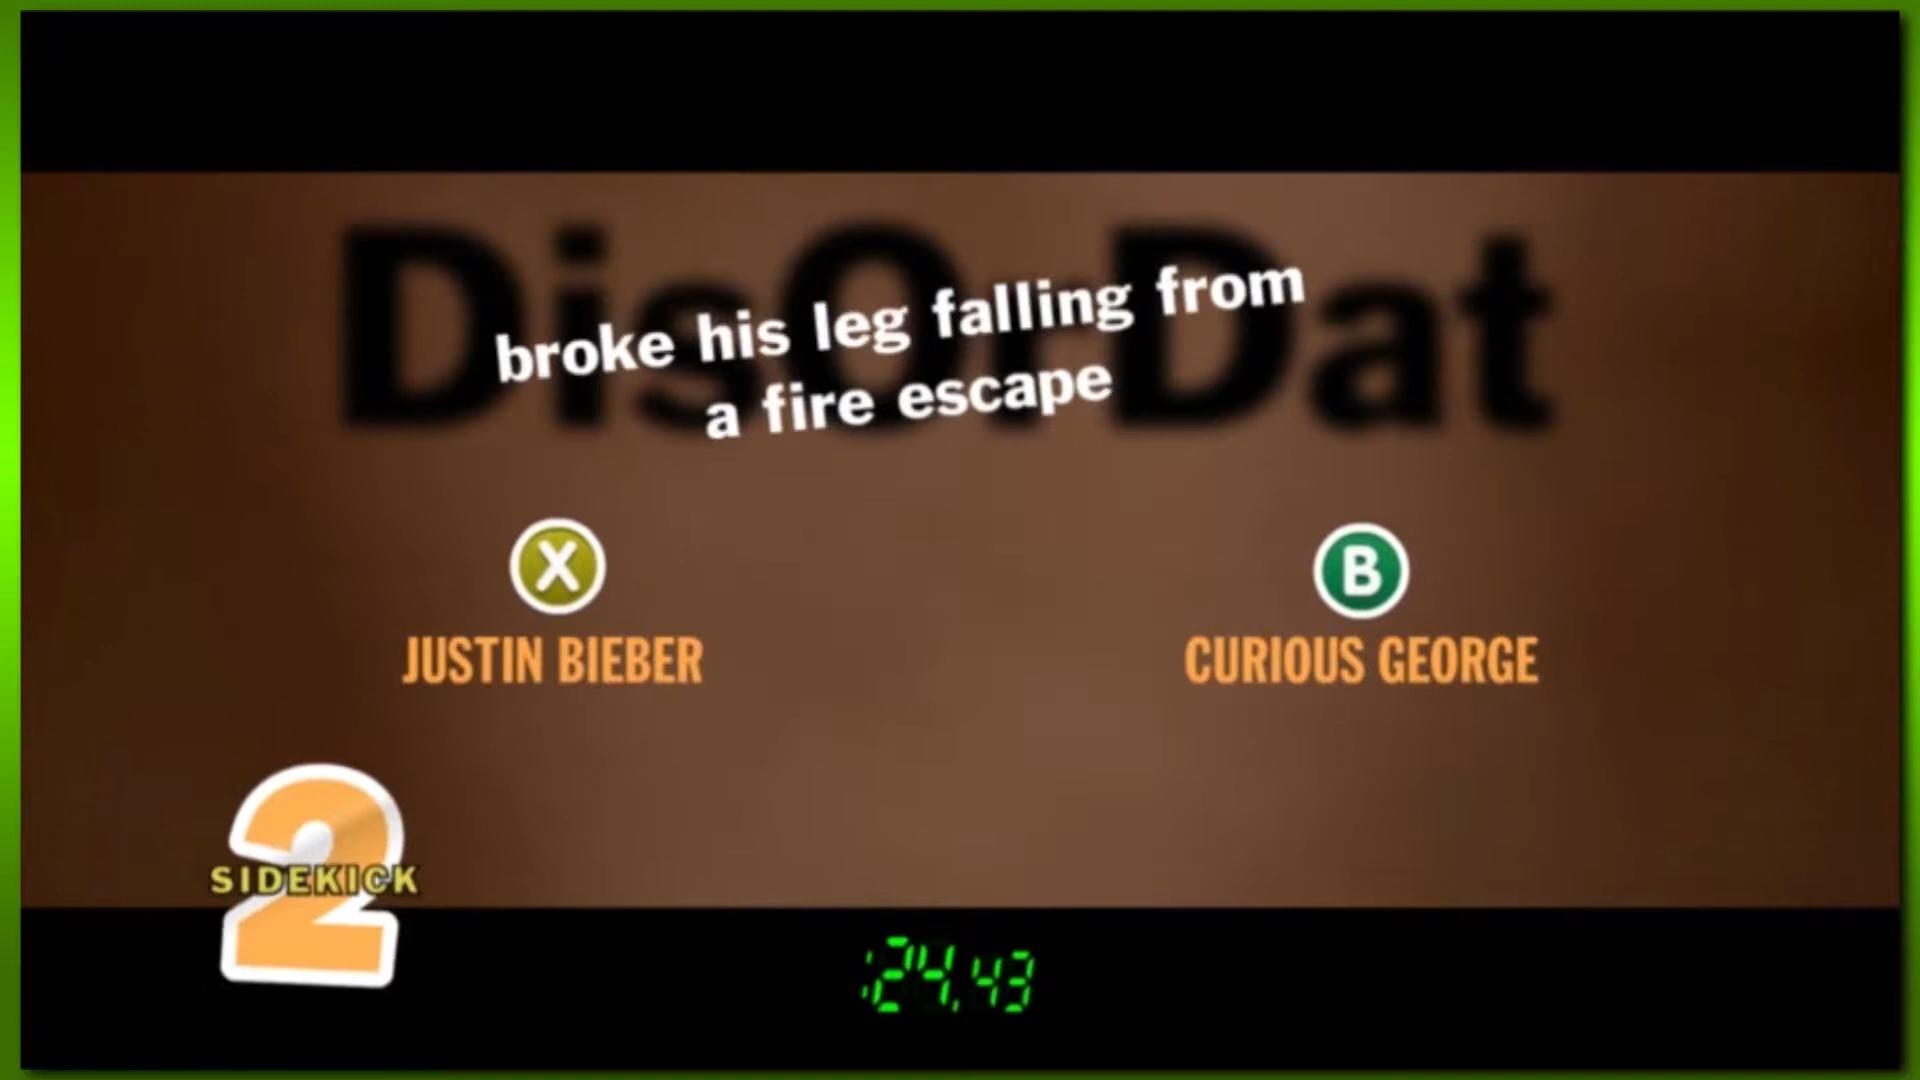 DisOrDat
broke his leg falling from
a fire escape
X
B
JUSTIN BIEBER
CURIOUS GEORGE
2
SIDEKICK
:24.43